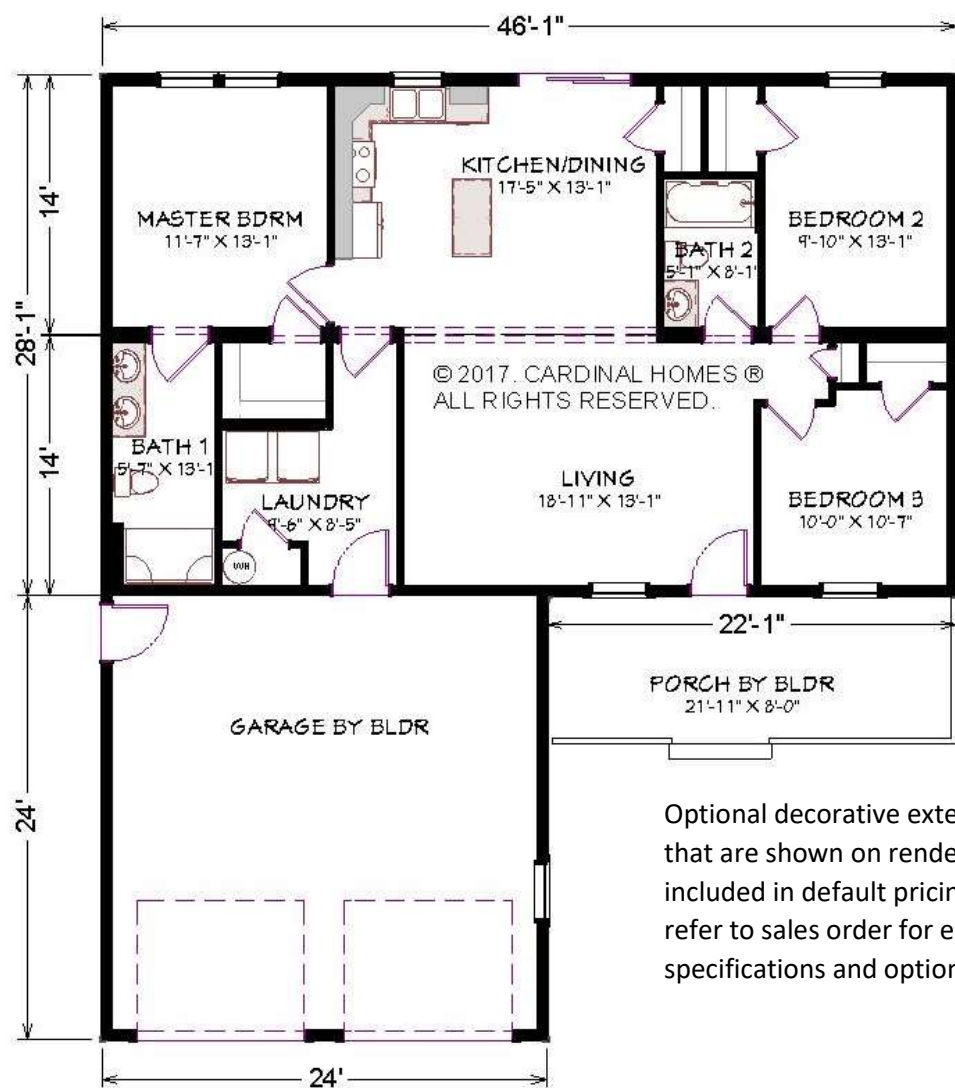 46'-1"
14'
28'-1"
14'
24'
MASTER BDRM
11'-7" X 13'-1"
KITCHEN/DINING
17'-5" X 13'-1"
BATH 2
5'-1" X 8'-1"
BEDROOM 2
9'-10" X 13'-1"
© 2017. CARDINAL HOMES ®
ALL RIGHTS RESERVED.
BATH 1
5'-7" X 13'-1
LAUNDRY
9'-6" X 8'-5"
WH
LIVING
18'-11" X 13'-1"
BEDROOM 3
10'-0" X 10'-7"
22'-1"
PORCH BY BLDR
21'-11" X 8'-0"
GARAGE BY BLDR
Optional decorative exte
that are shown on rende
included in default pricin
refer to sales order for e
specifications and option
24'